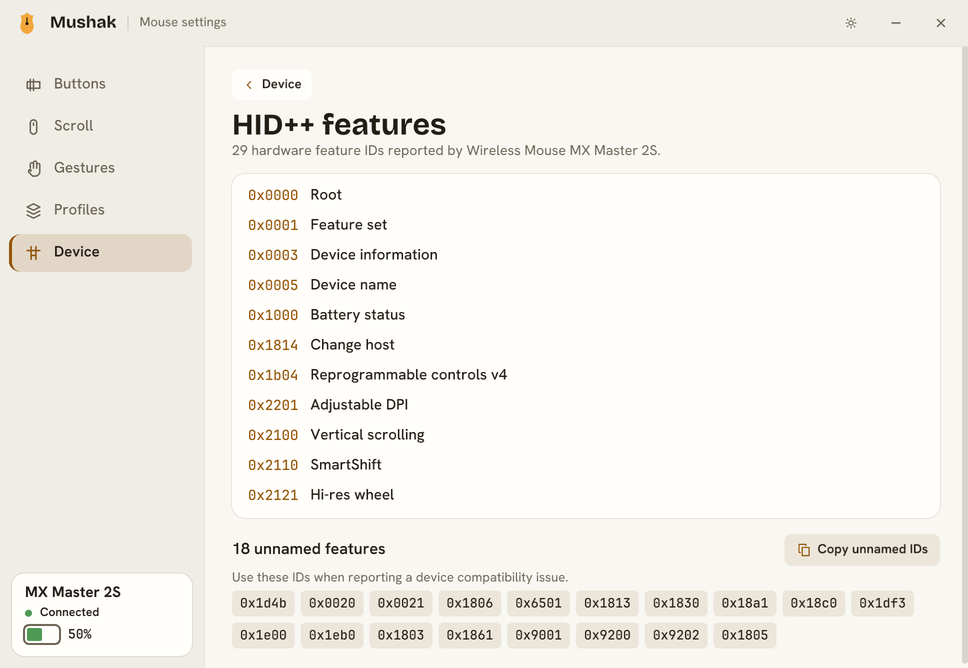 Mushak | Mouse settings
Buttons
Scroll
Gestures
Profiles
Device
Device
HID++ features
29 hardware feature IDs reported by Wireless Mouse MX Master 2S.
0x0000 Root
0x0001 Feature set
0x0003 Device information
0x0005 Device name
0x1000 Battery status
0x1814 Change host
0x1b04 Reprogrammable controls v4
0x2201 Adjustable DPI
0x2100 Vertical scrolling
0x2110 SmartShift
0x2121 Hi-res wheel
18 unnamed features
Copy unnamed IDs
Use these IDs when reporting a device compatibility issue.
0x1d4b 0x0020 0x0021 0x1806 0x6501 0x1813 0x1830 0x18a1 0x18c0 0x1df3
0x1e00 0x1eb0 0x1803 0x1861 0x9001 0x9200 0x9202 0x1805
MX Master 2S
Connected
50%